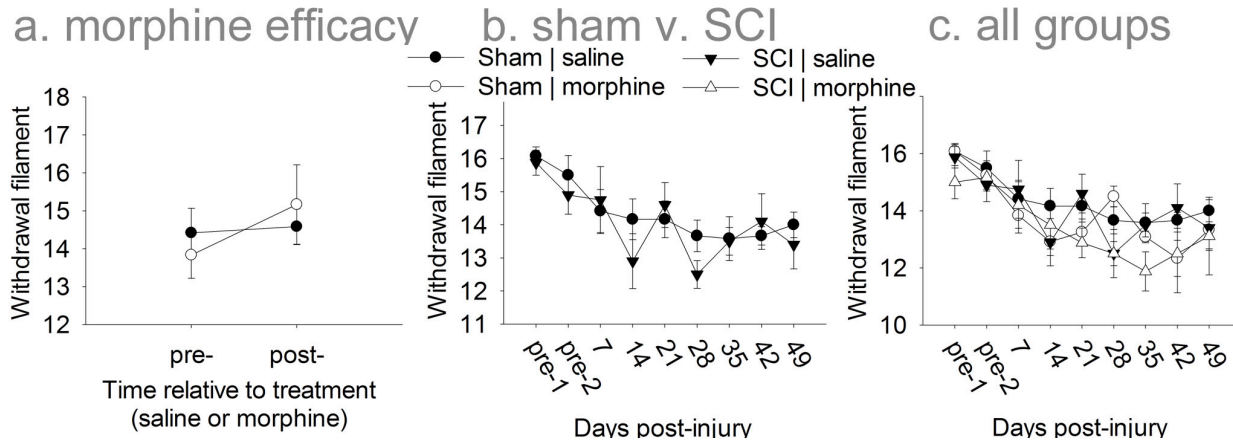 a. morphine efficacy
b. sham v. SCI
c. all groups
Sham | saline
SCI | saline
Sham | morphine
SCI | morphine
Withdrawal filament
18
17
16
15
14
13
12
pre-
post-
Time relative to treatment
(saline or morphine)
Withdrawal filament
17
16
15
14
13
12
11
pre-1
pre-2
7
14
21
28
35
42
49
Days post-injury
Withdrawal filament
16
14
12
10
pre-1
pre-2
7
14
21
28
35
42
49
Days post-injury